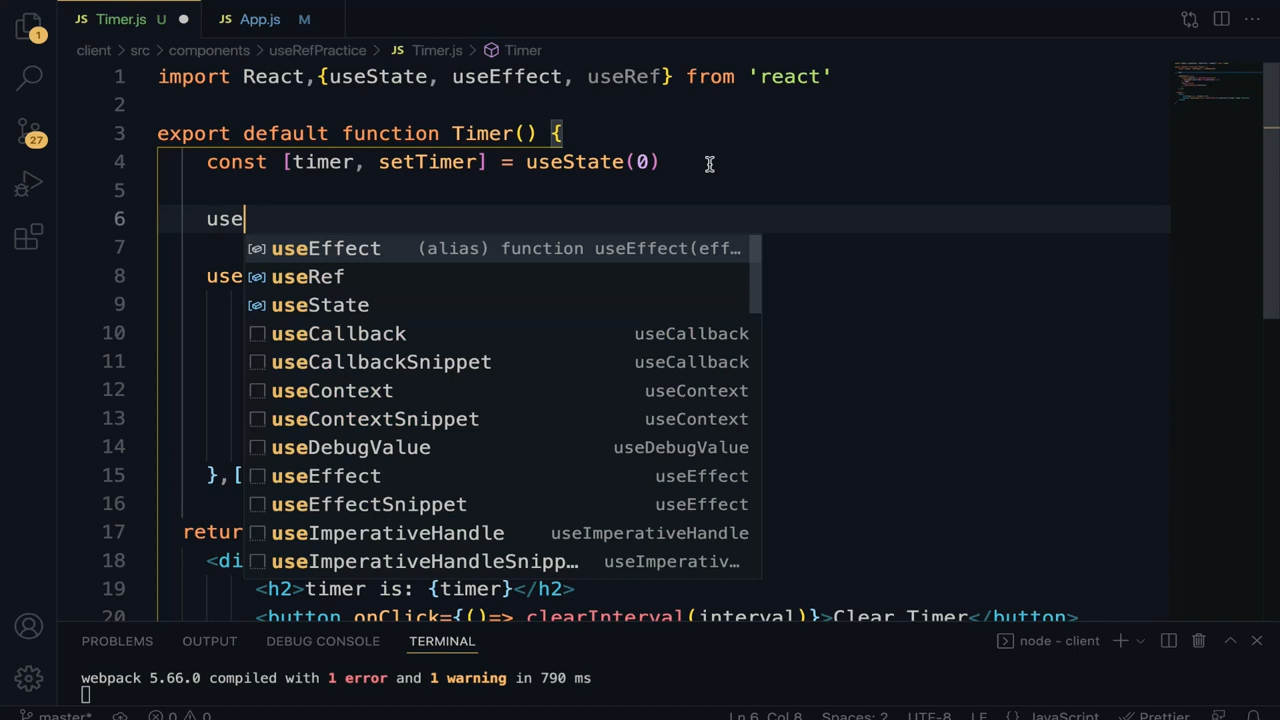 Timer.js U
App.js M
1
27
client > src > components > useRefPractice > JS Timer.js > Timer
1 import React,{useState, useEffect, useRef} from 'react'
2
3 export default function Timer() {
4 const [timer, setTimer] = useState(0)
5
6 use
7
8 use
9
10
11
12
13
14
15 },[
16
17 retur
18 <di
19 <h2>timer is: {timer}</h2>
20 <button onClick={()=> clearInterval(interval)}>Clear Timer</button>
useEffect (alias) function useEffect(eff…
useRef
useState
useCallback useCallback
useCallbackSnippet useCallback
useContext useContext
useContextSnippet useContext
useDebugValue useDebugValue
useEffect useEffect
useEffectSnippet useEffect
useImperativeHandle useImperativeHandle
useImperativeHandleSnipp… useImperativ…
PROBLEMS OUTPUT DEBUG CONSOLE TERMINAL
node - client
webpack 5.66.0 compiled with 1 error and 1 warning in 790 ms
master* 0 0 Ln 6, Col 8 Spaces: 2 UTF-8 LF {} JavaScript Prettier